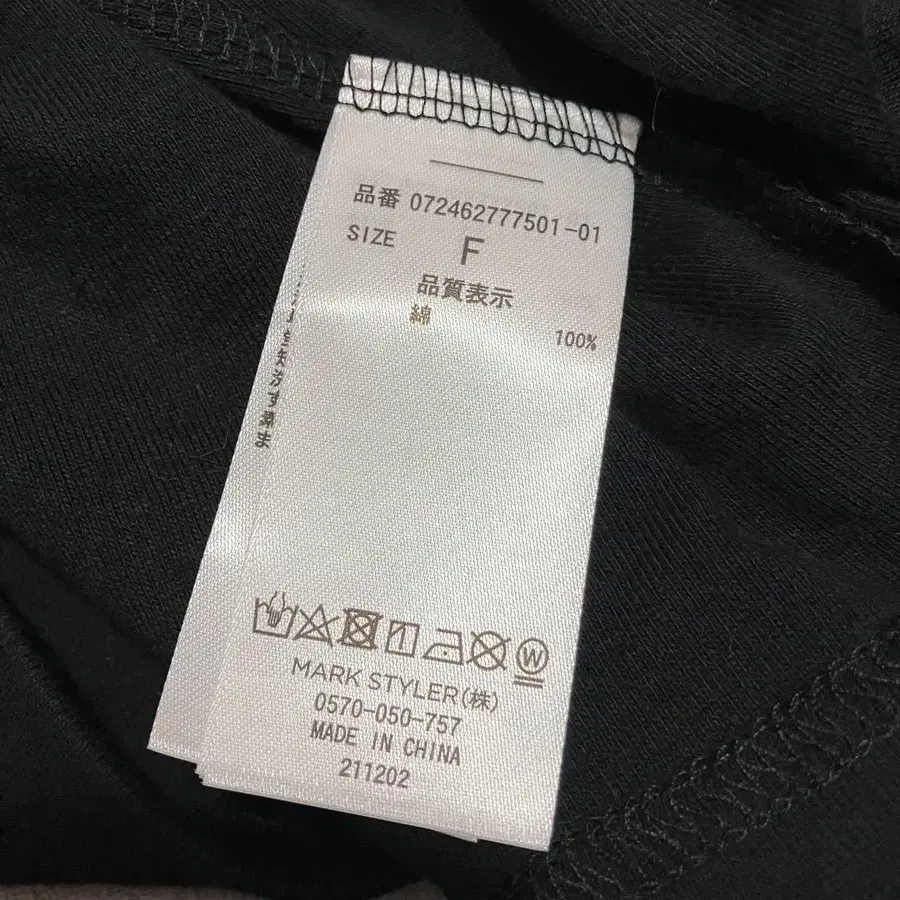 品番 072462777501-01
SIZE F
品質表示
綿 100%
W
MARK STYLER(株)
0570-050-757
MADE IN CHINA
211202